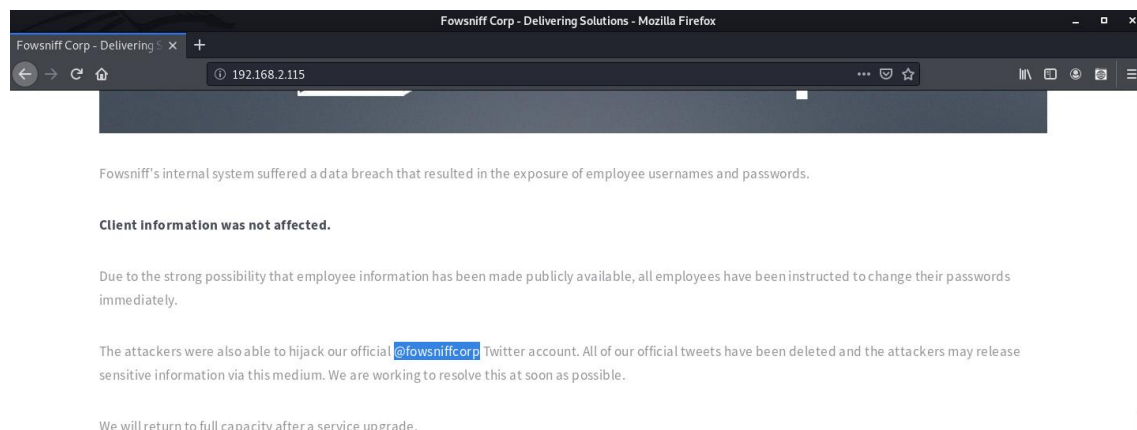 Fowsniff Corp - Delivering Solutions - Mozilla Firefox
Fowsniff Corp - Delivering S
192.168.2.115
Fowsniff's internal system suffered a data breach that resulted in the exposure of employee usernames and passwords.
Client information was not affected.
Due to the strong possibility that employee information has been made publicly available, all employees have been instructed to change their passwords
immediately.
The attackers were also able to hijack our official @fowsniffcorp Twitter account. All of our official tweets have been deleted and the attackers may release
sensitive information via this medium. We are working to resolve this at soon as possible.
We will return to full capacity after a service upgrade.